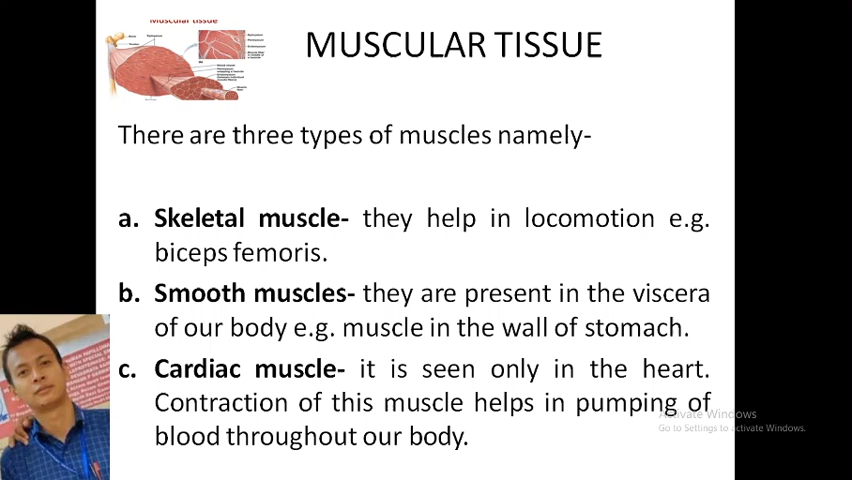 Muscular tissue
MUSCULAR TISSUE
There are three types of muscles namely-
a. Skeletal muscle- they help in locomotion e.g.
biceps femoris.
b. Smooth muscles- they are present in the viscera
of our body e.g. muscle in the wall of stomach.
c. Cardiac muscle- it is seen only in the heart.
Contraction of this muscle helps in pumping of
blood throughout our body.
Activate Windows
Go to Settings to activate Windows.